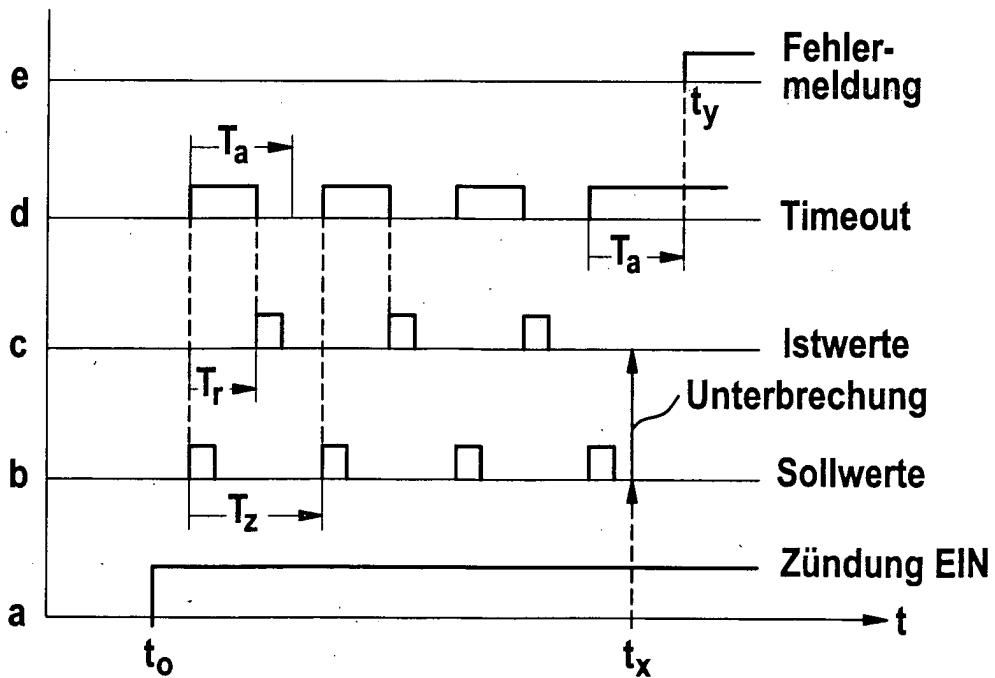 Fehler-
meldung
e
t_y
T_a
d
Timeout
T_a
c
Istwerte
T_r
Unterbrechung
b
Sollwerte
T_z
Zündung EIN
a
t
t_o
t_x